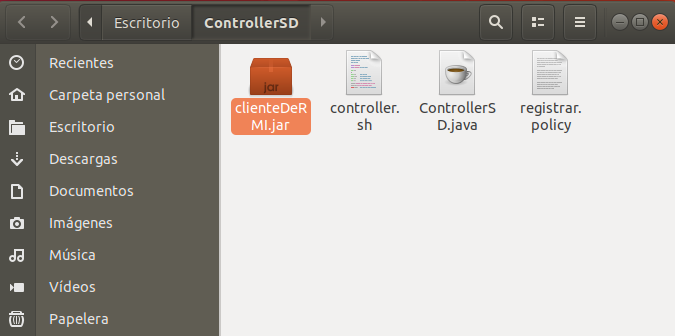 Escritorio ControllerSD
Recientes
Carpeta personal
Escritorio
Descargas
Documentos
Imágenes
Música
Vídeos
Papelera
jar
clienteDeR
MI.jar
controller.
sh
ControllerS
D.java
registrar.
policy